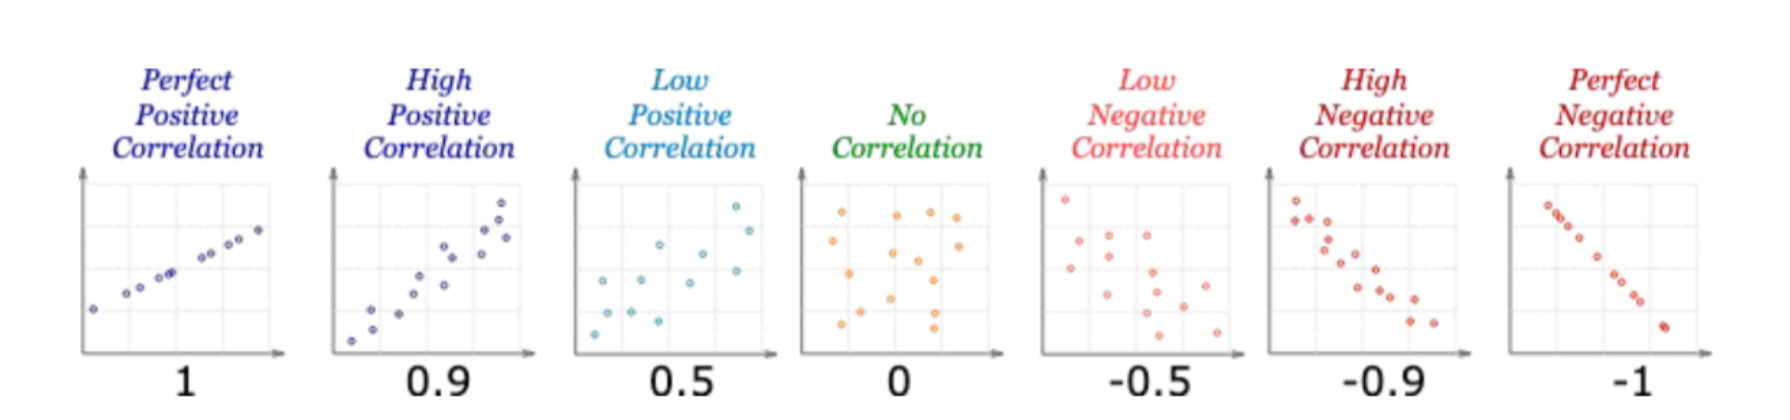 Perfect
Positive
Correlation
High
Positive
Correlation
Low
Positive
Correlation
No
Correlation
Low
Negative
Correlation
High
Negative
Correlation
Perfect
Negative
Correlation
1
0.9
0.5
0
-0.5
-0.9
-1